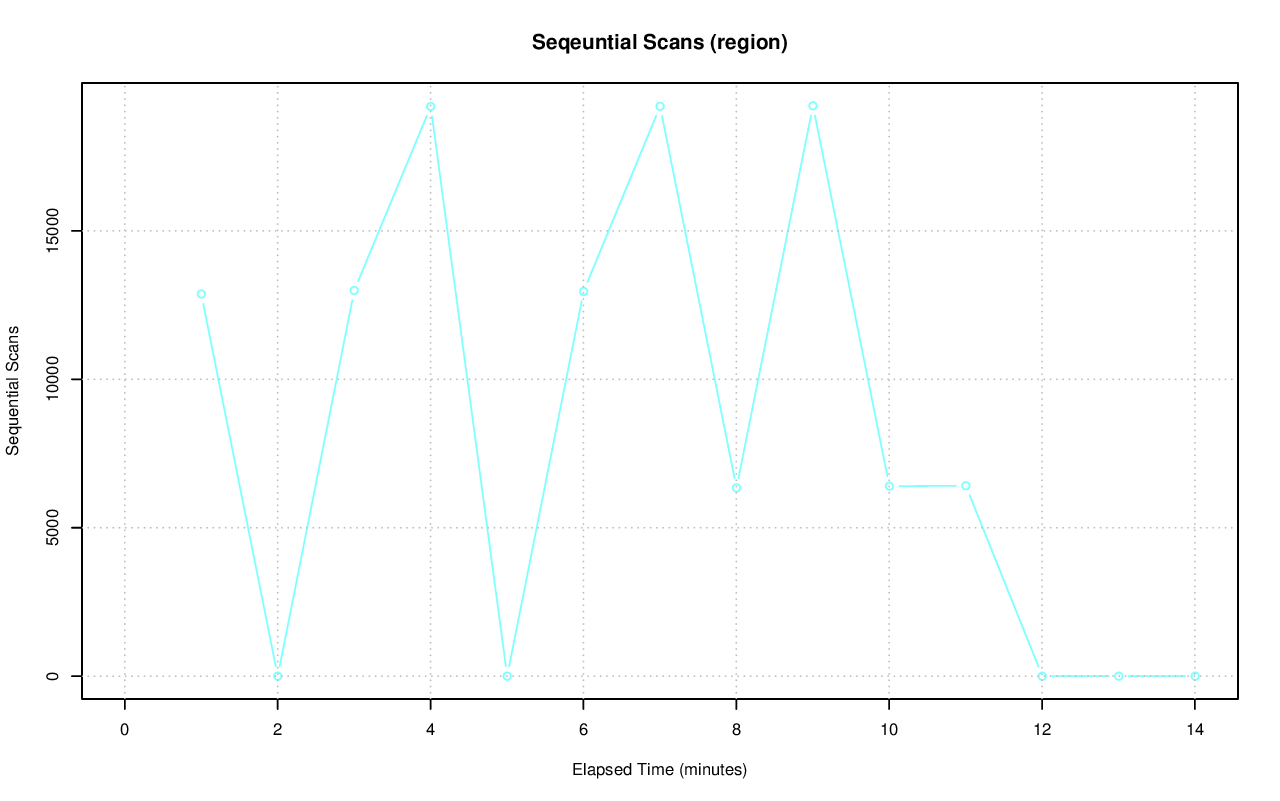 Seqeuntial Scans (region)
Sequential Scans
15000
10000
5000
0
0 2 4 6 8 10 12 14
Elapsed Time (minutes)